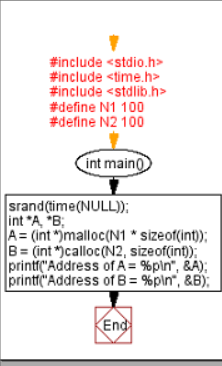 #include <stdio.h>
#include <time.h>
#include <stdlib.h>
#define N1 100
#define N2 100
int main()
srand(time(NULL));
int *A, *B;
A = (int *)malloc(N1 * sizeof(int));
B = (int *)calloc(N2, sizeof(int));
printf("Address of A = %p\n", &A);
printf("Address of B = %p\n", &B);
End